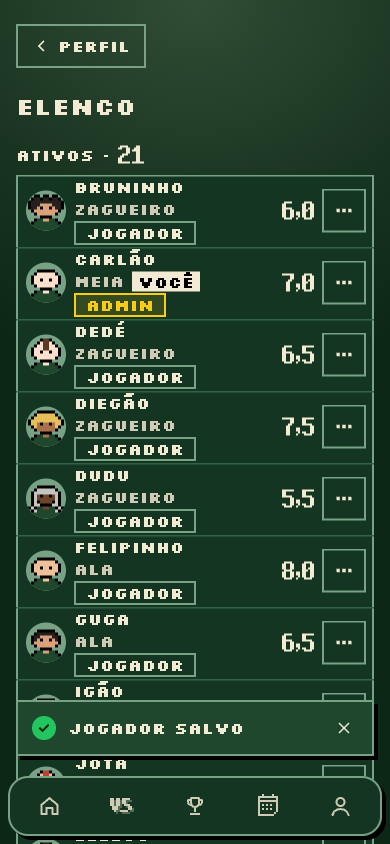 PERFIL
ELENCO
ATIVOS · 21
BRUNINHO
ZAGUEIRO
6,0
JOGADOR
CARLÃO
MEIA VOCÊ
7,0
ADMIN
DEDÉ
ZAGUEIRO
6,5
JOGADOR
DIEGÃO
ZAGUEIRO
7,5
JOGADOR
DUDU
ZAGUEIRO
5,5
JOGADOR
FELIPINHO
ALA
8,0
JOGADOR
GUGA
ALA
6,5
JOGADOR
IGÃO
JOGADOR SALVO
JOTA
VS